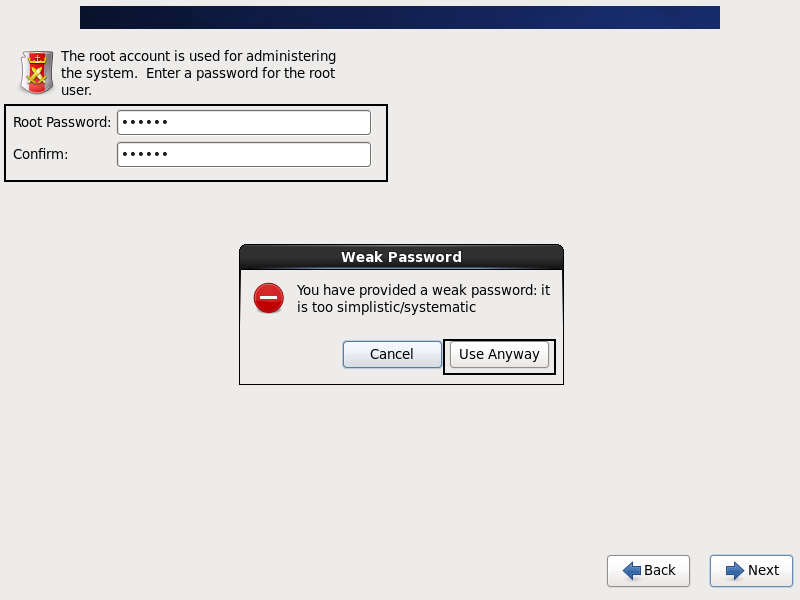 The root account is used for administering
the system.  Enter a password for the root
user.
Root Password: ••••••
Confirm: ••••••
Weak Password
You have provided a weak password: it
is too simplistic/systematic
Cancel Use Anyway
Back Next